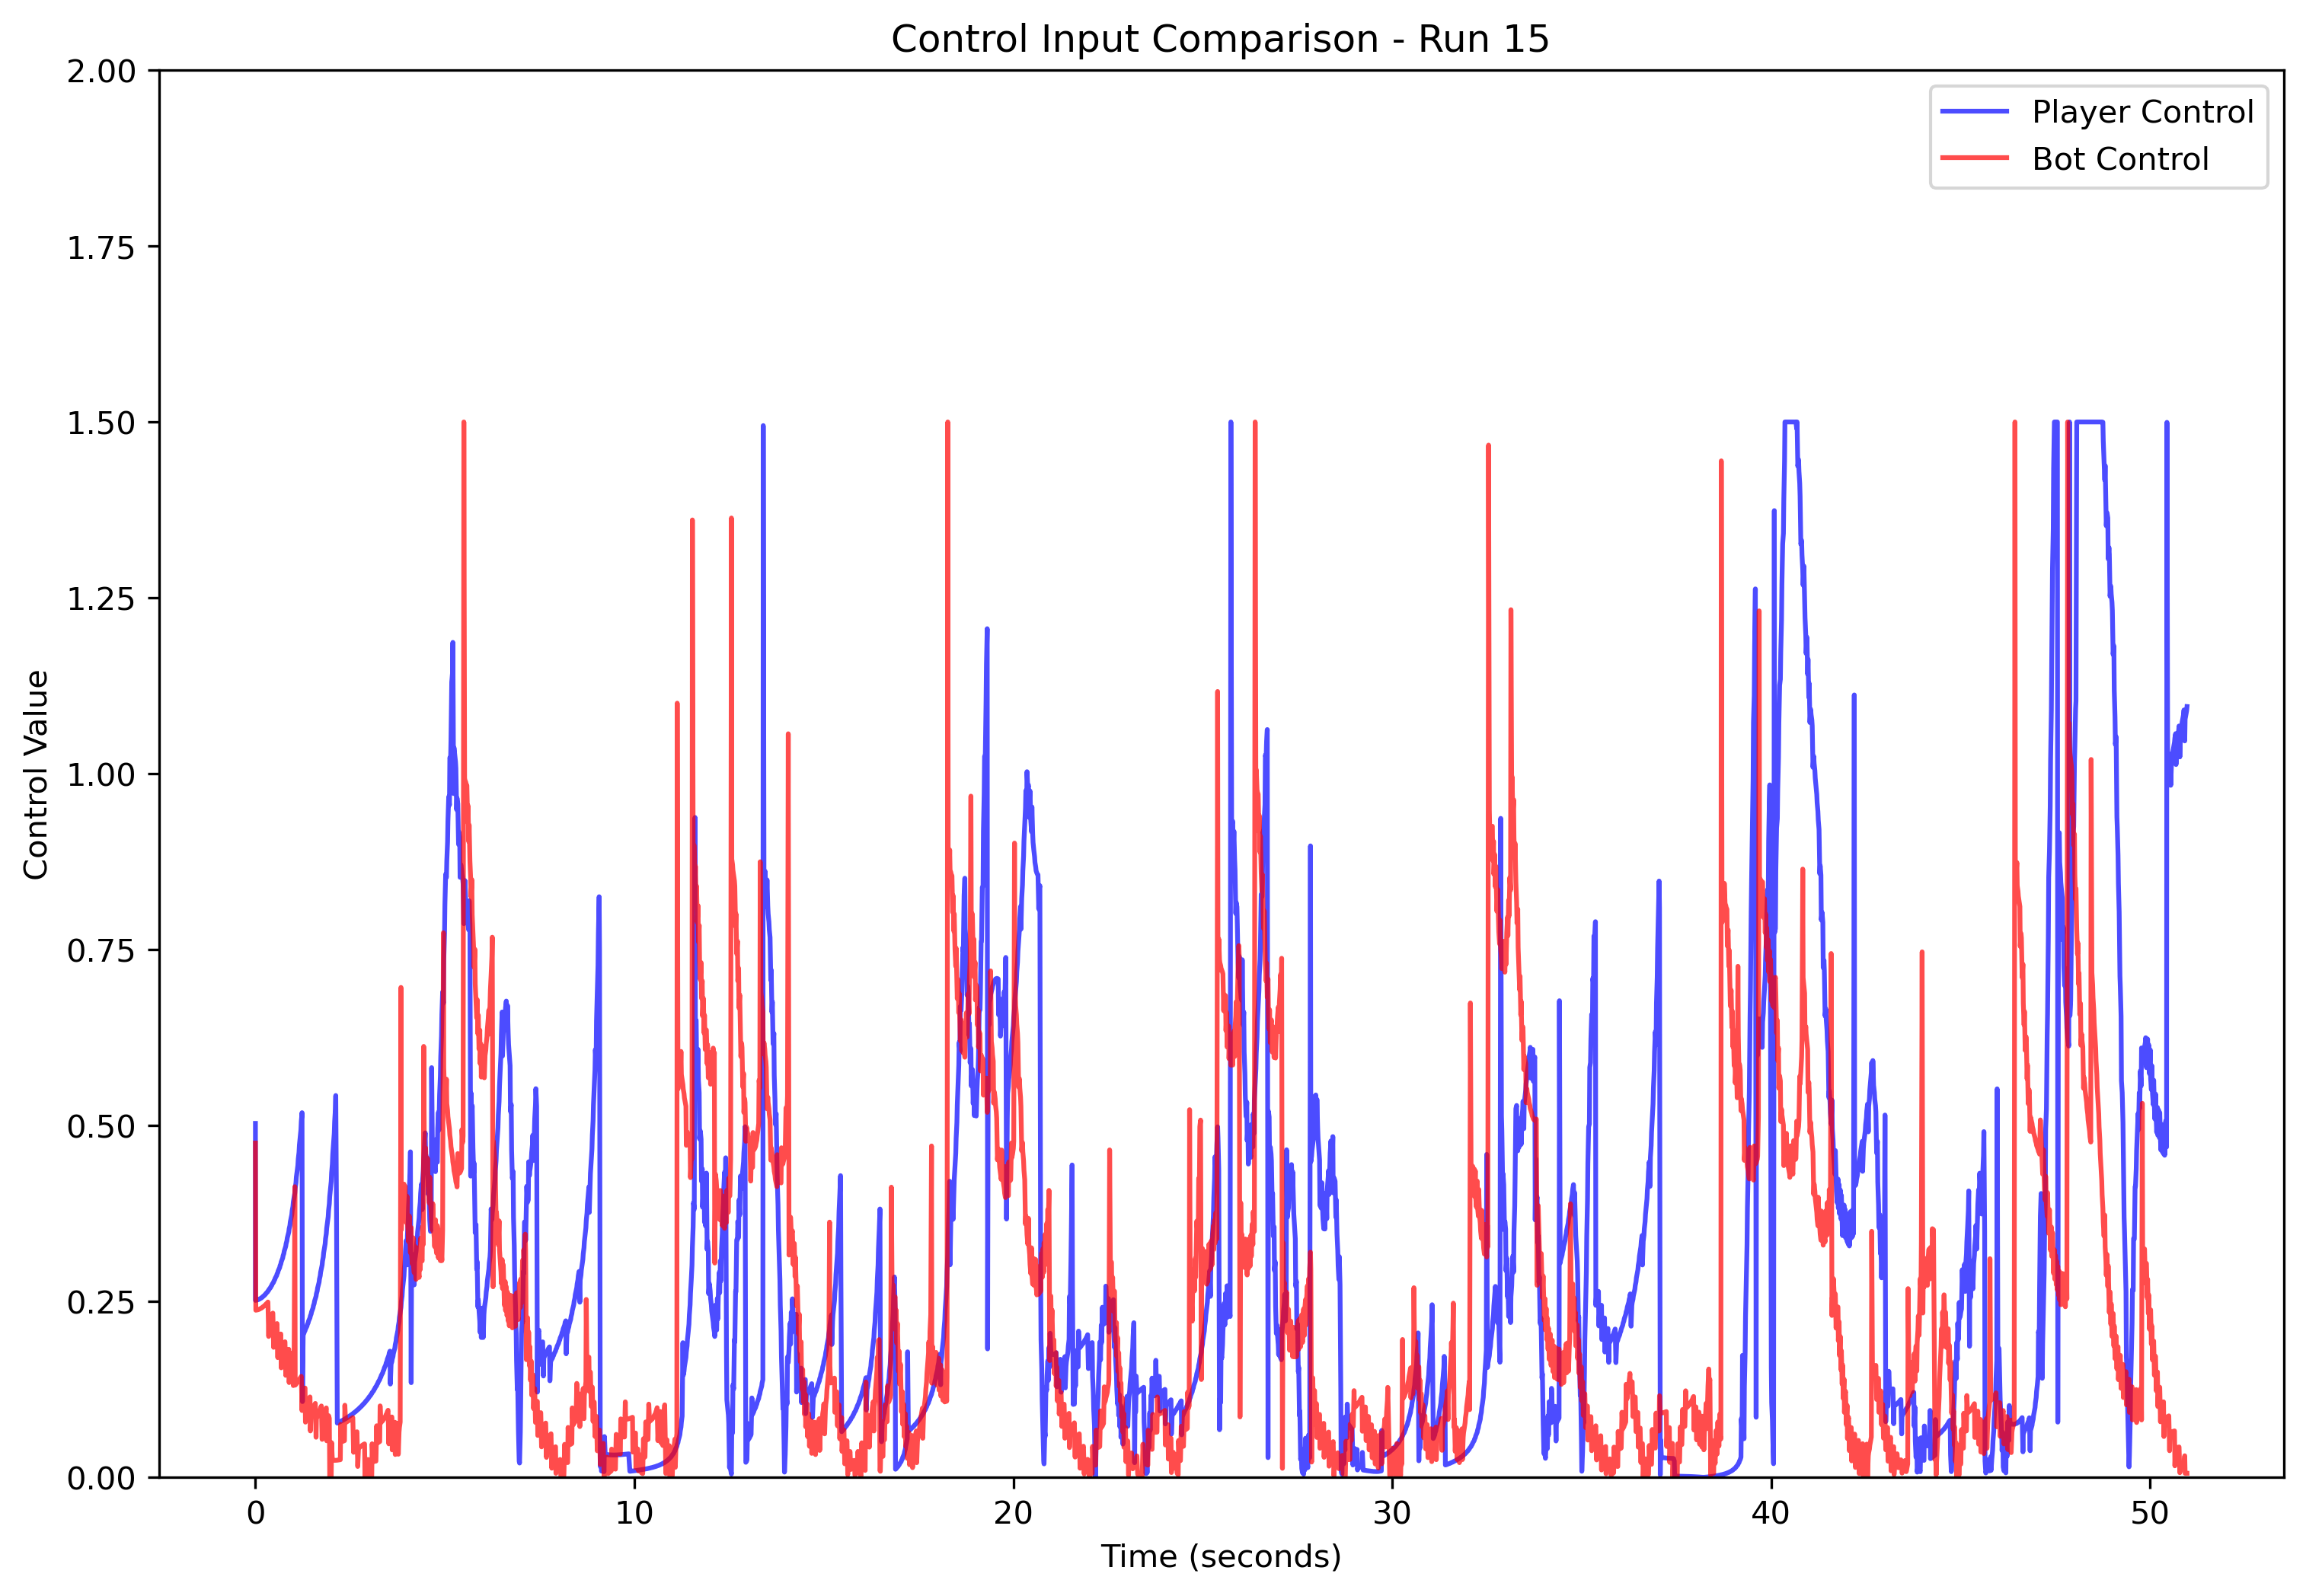 Control Input Comparison - Run 15
2.00
1.75
1.50
1.25
1.00
0.75
0.50
0.25
0.00
Control Value
Player Control
Bot Control
0 10 20 30 40 50
Time (seconds)